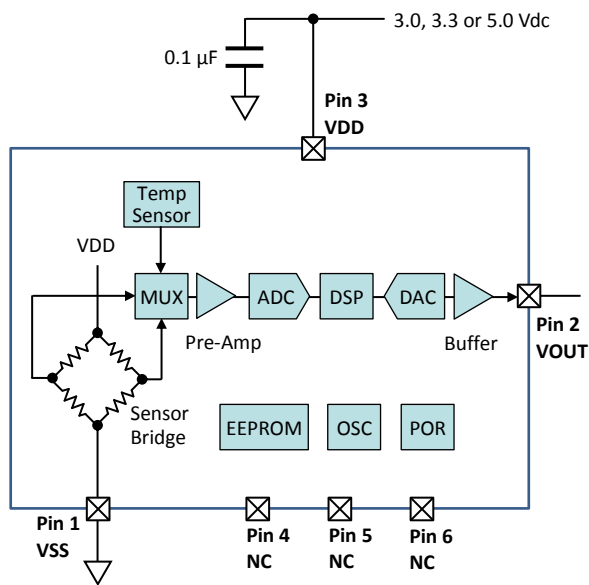 3.0, 3.3 or 5.0 Vdc
0.1 µF
Pin 3
VDD
Temp
Sensor
VDD
MUX
ADC
DSP
DAC
Pre-Amp
Buffer
Pin 2
VOUT
Sensor
Bridge
EEPROM
OSC
POR
Pin 1
VSS
Pin 4
NC
Pin 5
NC
Pin 6
NC